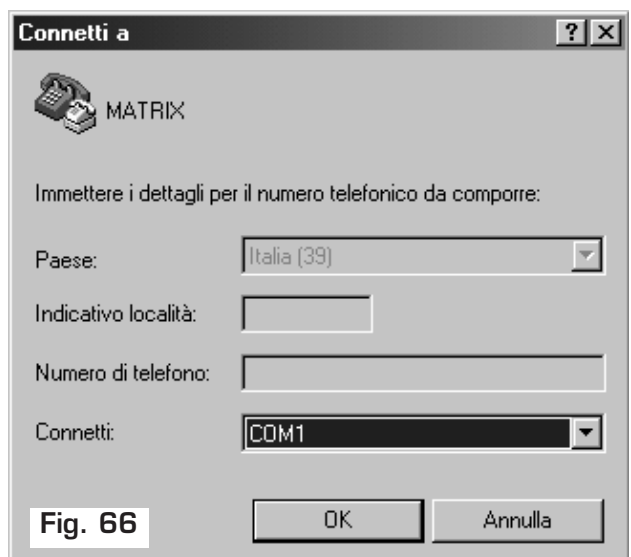 Connetti a
MATRIX
Immettere i dettagli per il numero telefonico da comporre:
Paese: Italia (39)
Indicativo località:
Numero di telefono:
Connetti: COM1
Fig. 66 OK Annulla